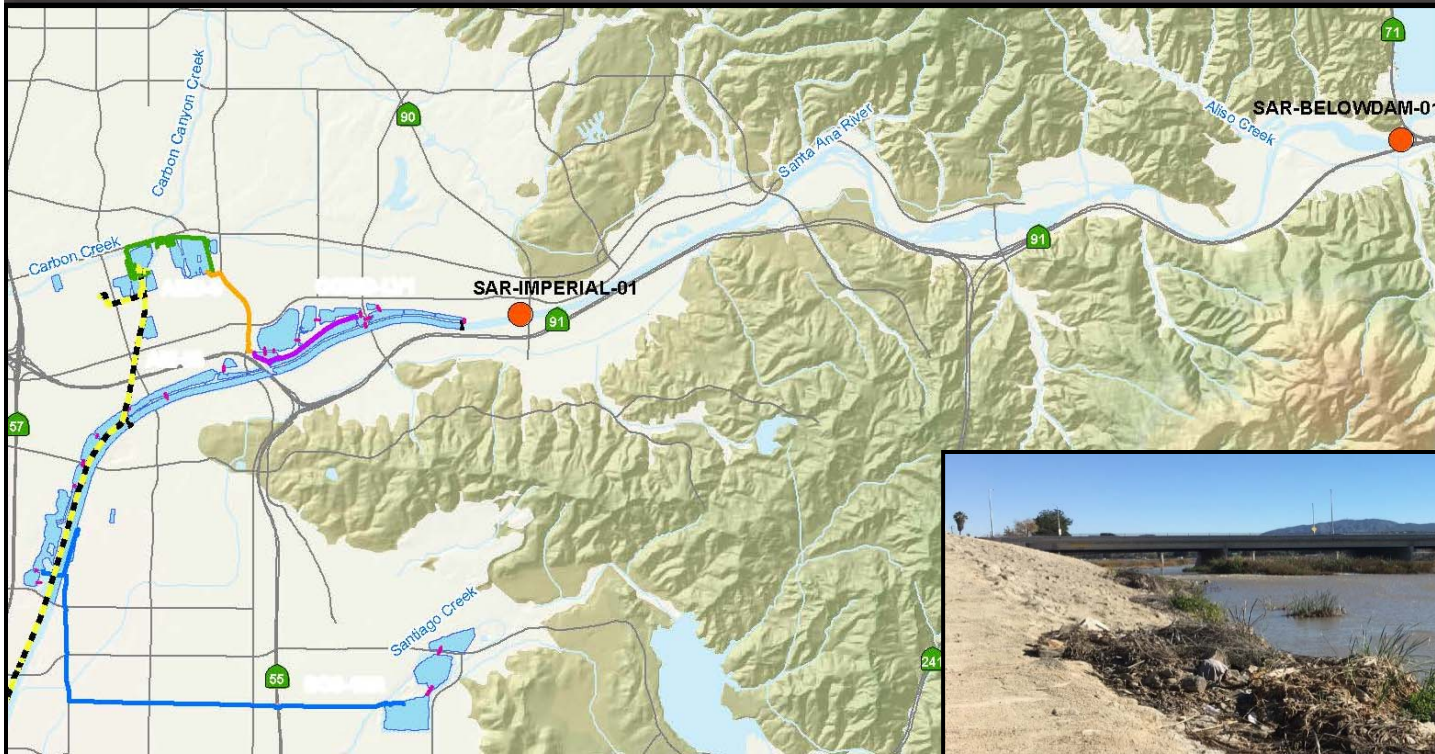 71
SAR-BELOWDAM-01
Aliso Creek
90
Carbon Canyon Creek
Santa Ana River
Carbon Creek
91
SAR-IMPERIAL-01
91
57
Santiago Creek
241
55